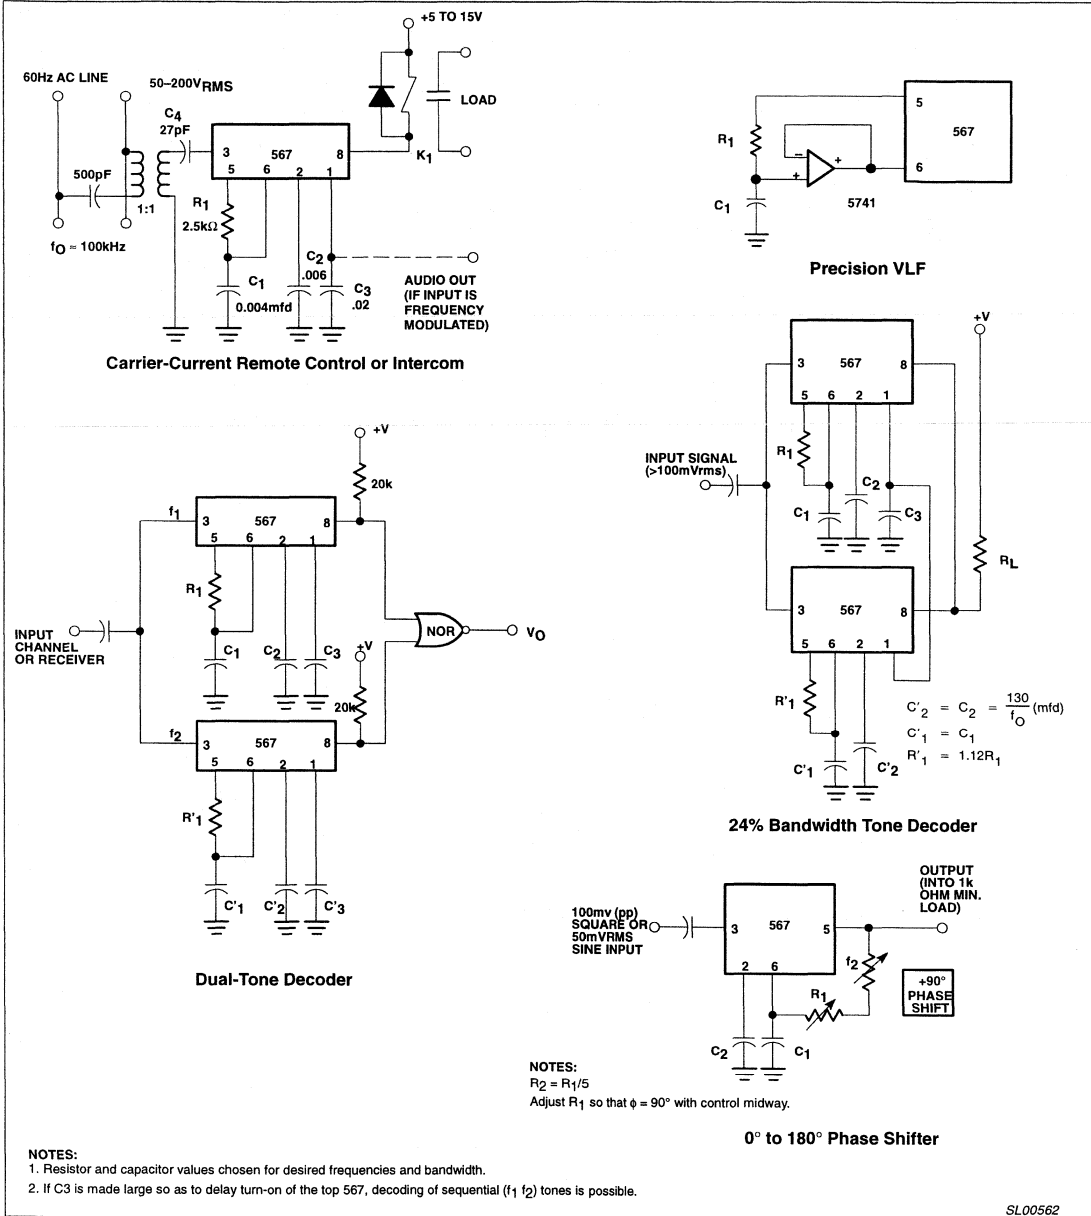 +5 TO 15V
60Hz AC LINE
50–200VRMS
C4
27pF
3 567 8
5 6 2 1
K1
LOAD
500pF
1:1
fO ≈ 100kHz
R1
2.5kΩ
C1
0.004mfd
C2
.006
C3
.02
AUDIO OUT
(IF INPUT IS
FREQUENCY
MODULATED)
Carrier-Current Remote Control or Intercom
R1
C1
–
+
+
5741
5
567
6
Precision VLF
+V
20k
f1
3 567 8
5 6 2 1
R1
C1 C2 C3
INPUT
CHANNEL
OR RECEIVER
NOR
VO
+V
20k
f2
3 567 8
5 6 2 1
R'1
C'1 C'2 C'3
Dual-Tone Decoder
+V
3 567 8
5 6 2 1
R1
INPUT SIGNAL
(>100mVrms)
C1 C2 C3
RL
3 567 8
5 6 2 1
R'1
C'1 C'2
C'2 = C2 = 130/fO (mfd)
C'1 = C1
R'1 = 1.12R1
24% Bandwidth Tone Decoder
100mv (pp)
SQUARE OR
50mVRMS
SINE INPUT
3 567 5
2 6
OUTPUT
(INTO 1k
OHM MIN.
LOAD)
f2
R1
+90°
PHASE
SHIFT
C2 C1
NOTES:
R2 = R1/5
Adjust R1 so that ϕ = 90° with control midway.
0° to 180° Phase Shifter
NOTES:
1. Resistor and capacitor values chosen for desired frequencies and bandwidth.
2. If C3 is made large so as to delay turn-on of the top 567, decoding of sequential (f1 f2) tones is possible.
SL00562